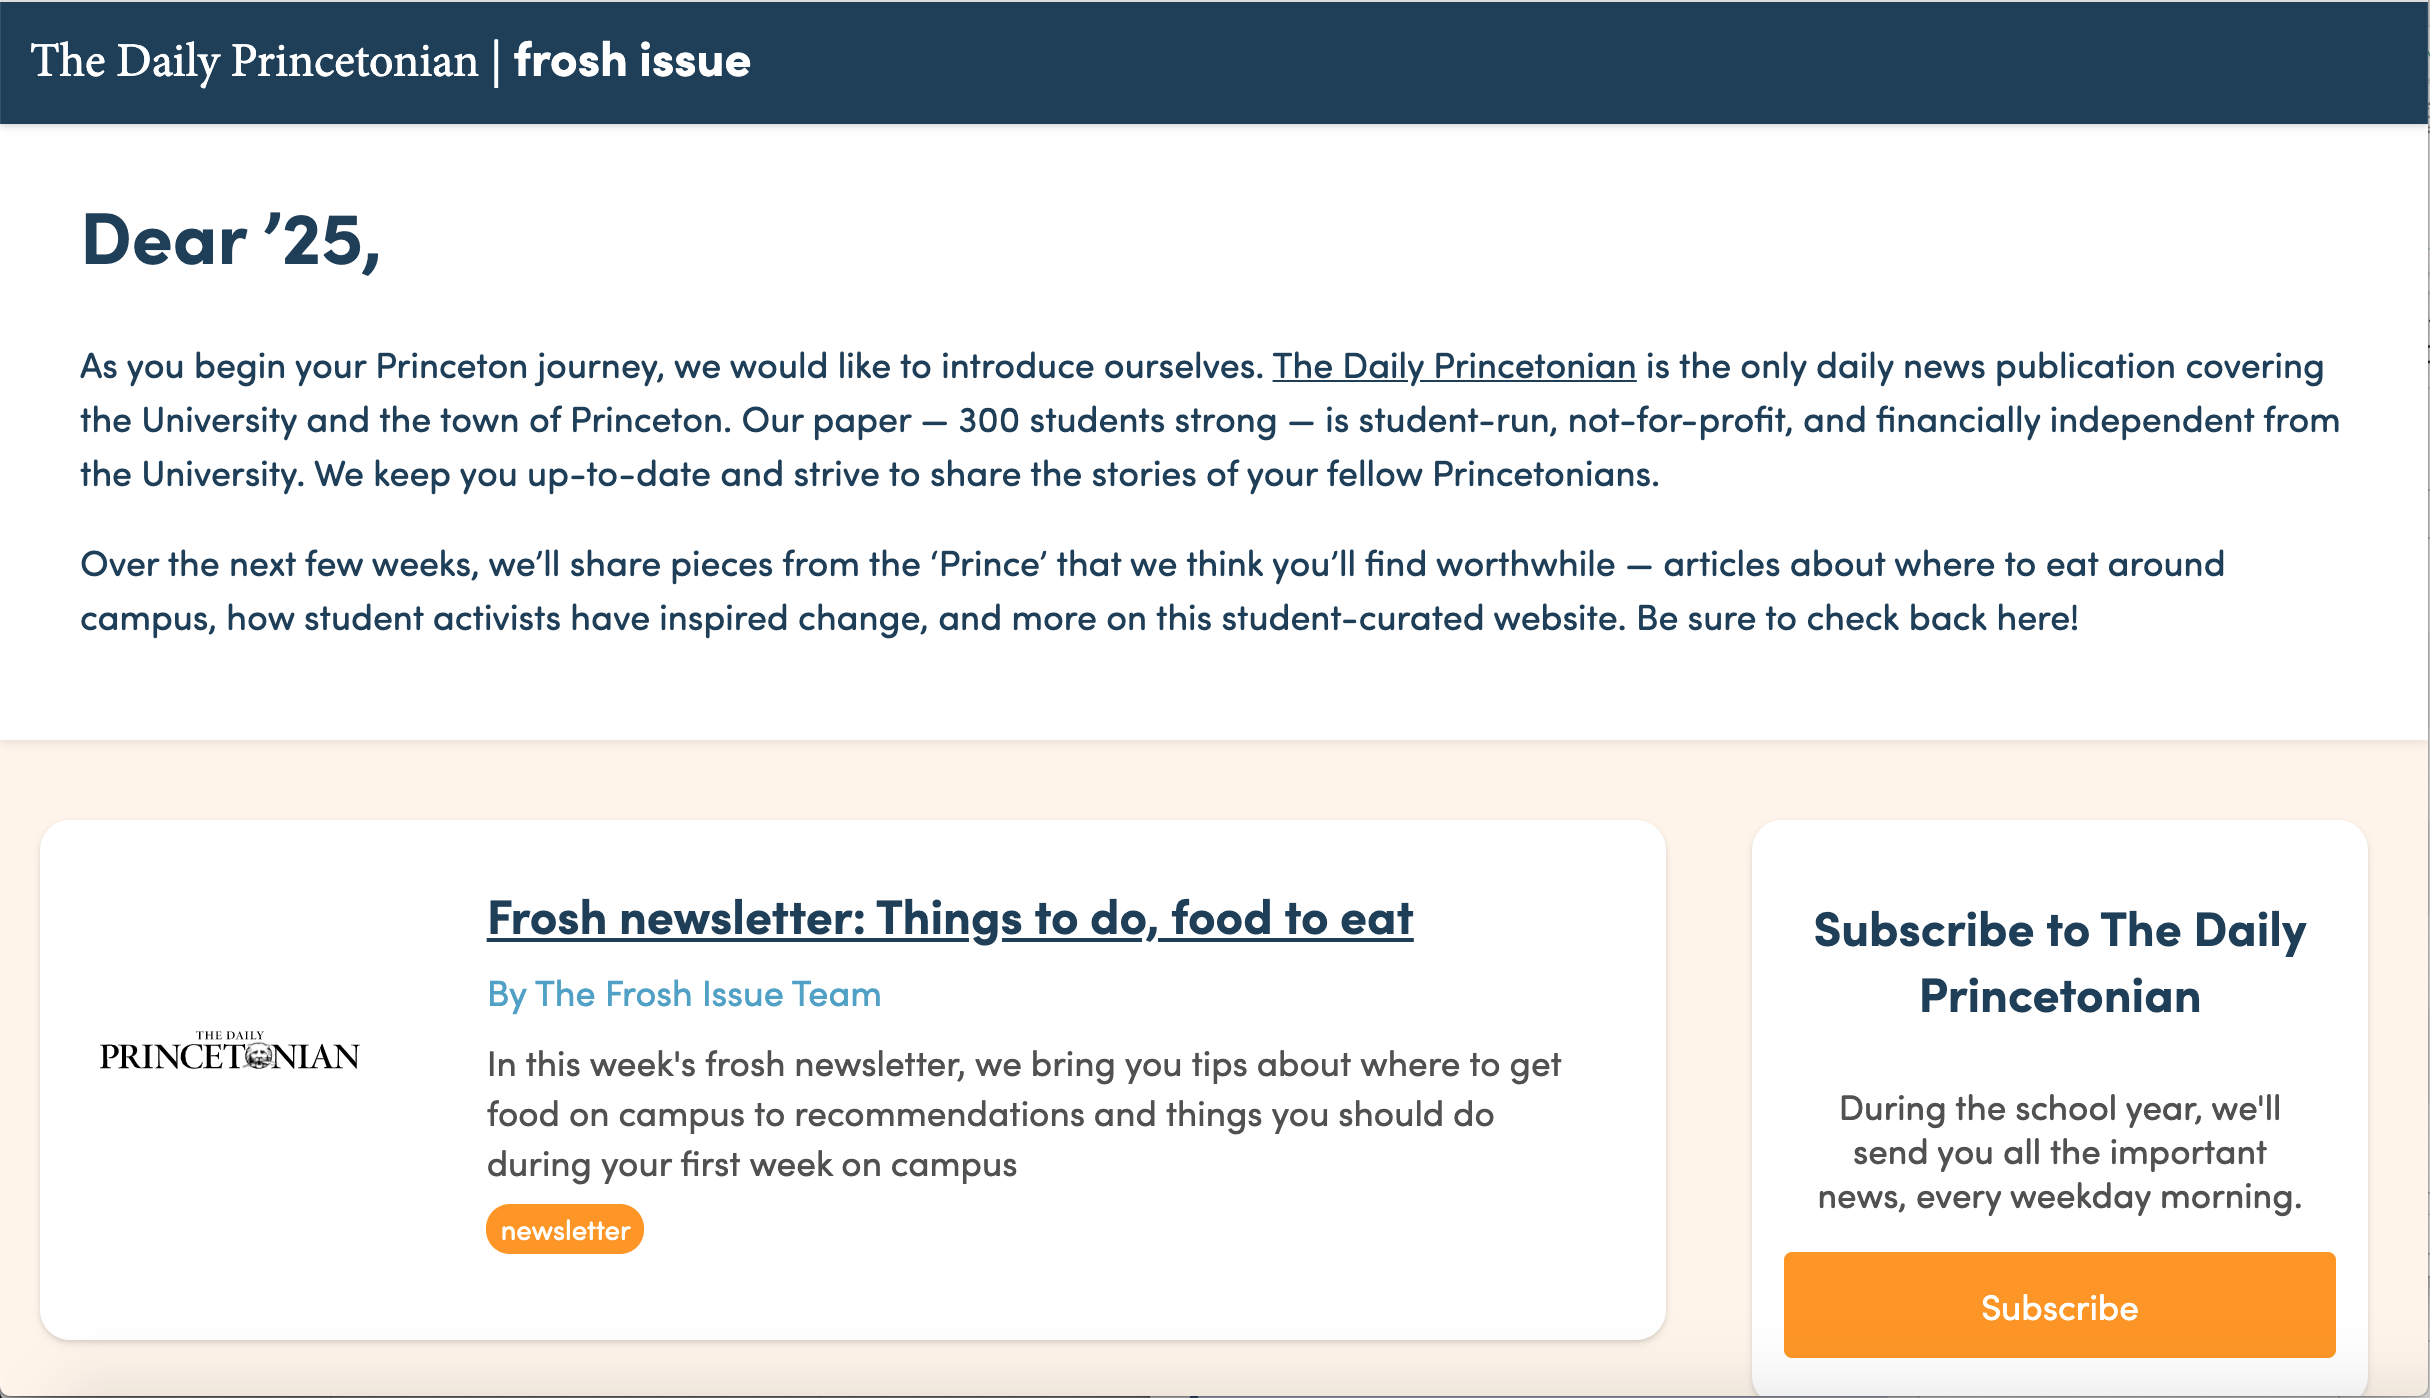 The Daily Princetonian | frosh issue
Dear ’25,
As you begin your Princeton journey, we would like to introduce ourselves. The Daily Princetonian is the only daily news publication covering
the University and the town of Princeton. Our paper — 300 students strong — is student-run, not-for-profit, and financially independent from
the University. We keep you up-to-date and strive to share the stories of your fellow Princetonians.
Over the next few weeks, we’ll share pieces from the ‘Prince’ that we think you’ll find worthwhile — articles about where to eat around
campus, how student activists have inspired change, and more on this student-curated website. Be sure to check back here!
THE DAILY
PRINCETONIAN
Frosh newsletter: Things to do, food to eat
By The Frosh Issue Team
In this week's frosh newsletter, we bring you tips about where to get
food on campus to recommendations and things you should do
during your first week on campus
newsletter
Subscribe to The Daily
Princetonian
During the school year, we'll
send you all the important
news, every weekday morning.
Subscribe